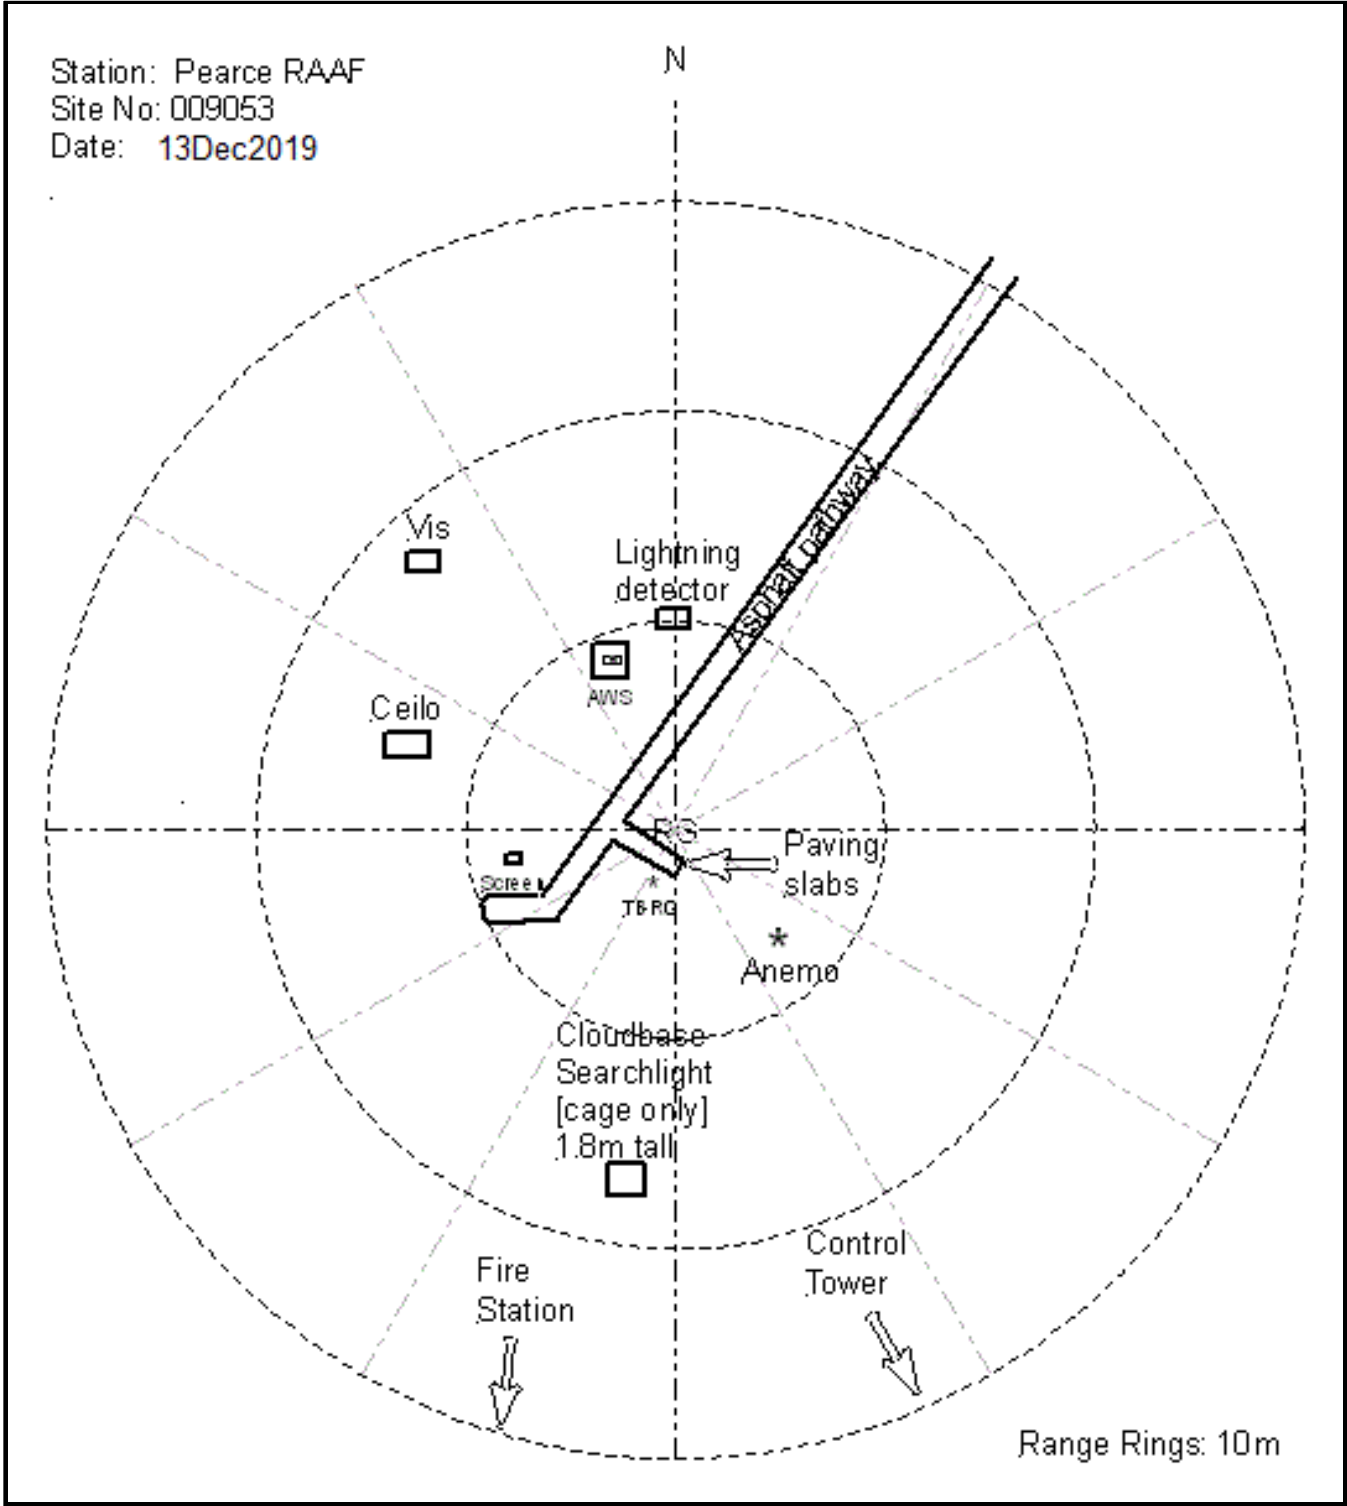 N
Station: Pearce RAAF
Site No: 009053
Date: 13Dec2019
Vis
Lightning
detector
Asphalt pathway
AWS
Ceilo
RG
Paving
slabs
Screen
TBRG
Anemo
Cloudbase
Searchlight
[cage only]
1.8m tall
Control
Tower
Fire
Station
Range Rings: 10m